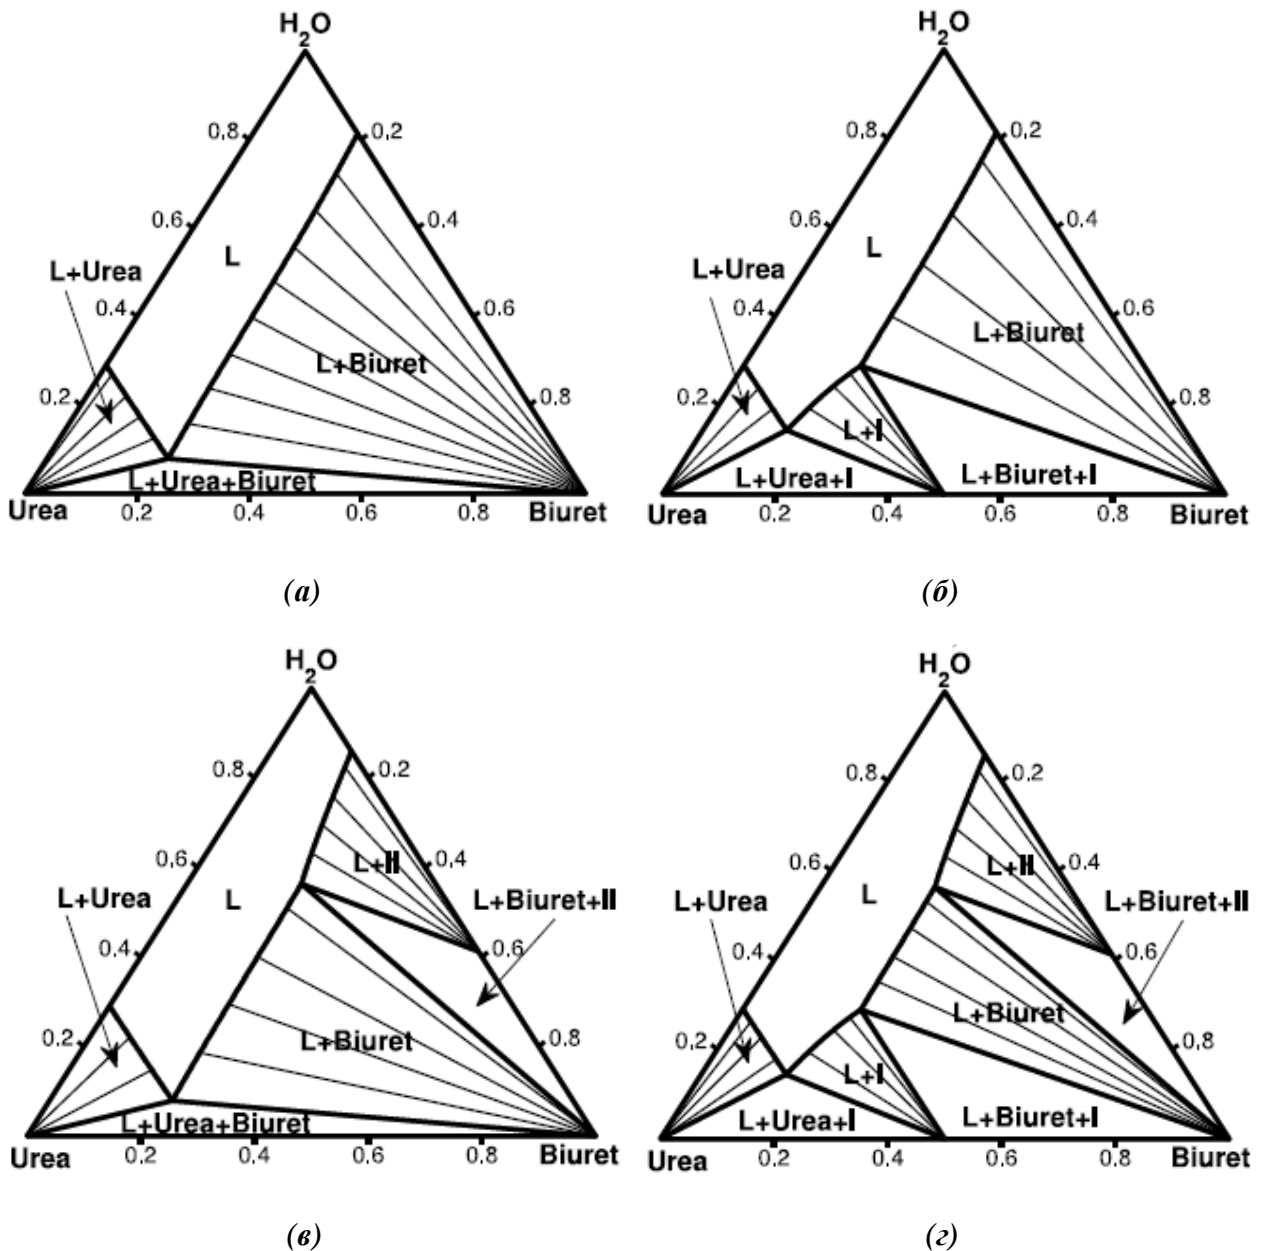 H₂O
0.8
0.2
0.6
0.4
L
L+Urea
0.4
0.6
L+Biuret
0.2
0.8
L+Urea+Biuret
Urea
0.2
0.4
0.6
0.8
Biuret
(а)
H₂O
0.8
0.2
0.6
0.4
L
L+Urea
0.4
0.6
L+Biuret
0.2
0.8
L+I
L+Urea+I
L+Biuret+I
Urea
0.2
0.4
0.6
0.8
Biuret
(б)
H₂O
0.8
0.2
0.6
0.4
L+II
L+Urea
L
L+Biuret+II
0.4
0.6
0.2
0.8
L+Biuret
L+Urea+Biuret
Urea
0.2
0.4
0.6
0.8
Biuret
(в)
H₂O
0.8
0.2
0.6
0.4
L+II
L+Urea
L
L+Biuret+II
0.4
0.6
L+Biuret
0.2
0.8
L+I
L+Urea+I
L+Biuret+I
Urea
0.2
0.4
0.6
0.8
Biuret
(г)